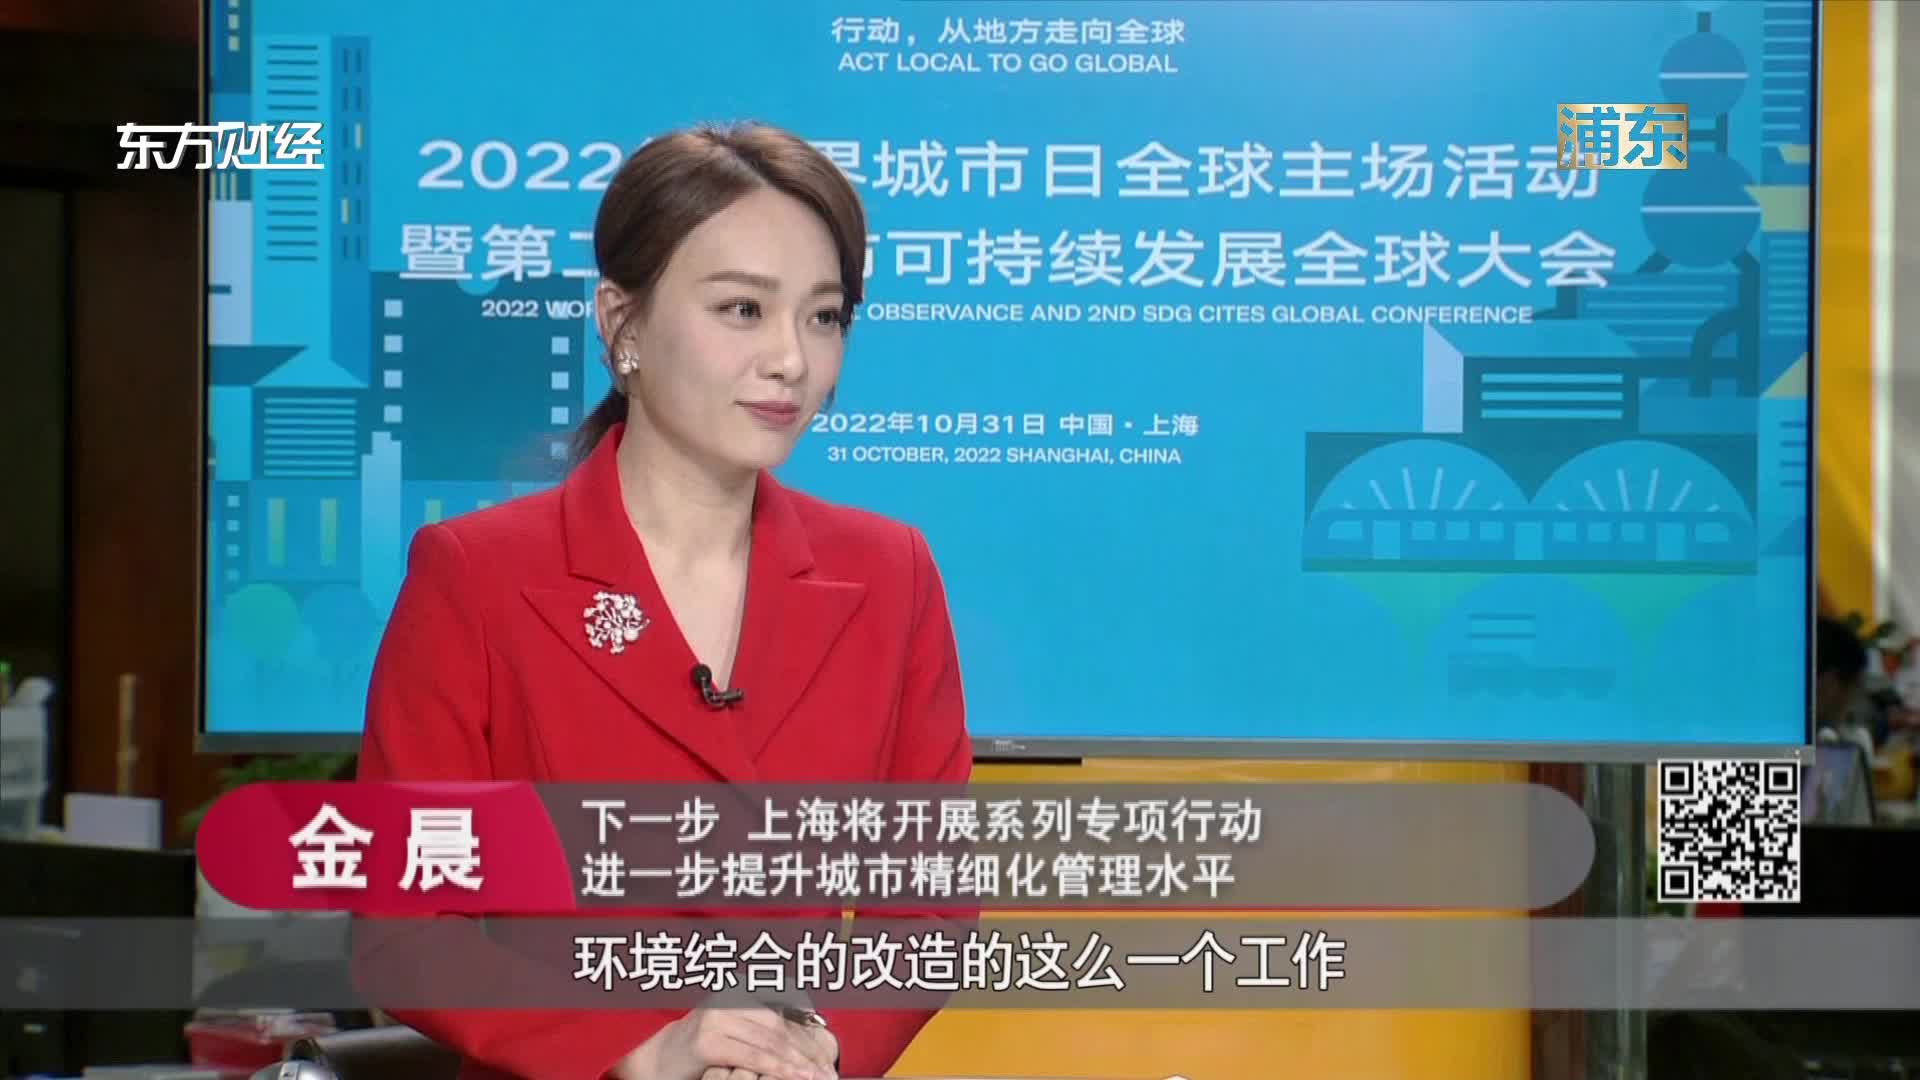 行动，从地方走向全球
ACT LOCAL TO GO GLOBAL
东方财经
浦东
2022 界城市日全球主场活动
暨第二 市可持续发展全球大会
2022 WOR OBSERVANCE AND 2ND SDG CITES GLOBAL CONFERENCE
2022年10月31日 中国·上海
31 OCTOBER, 2022 SHANGHAI, CHINA
金晨
下一步 上海将开展系列专项行动
进一步提升城市精细化管理水平
环境综合的改造的这么一个工作